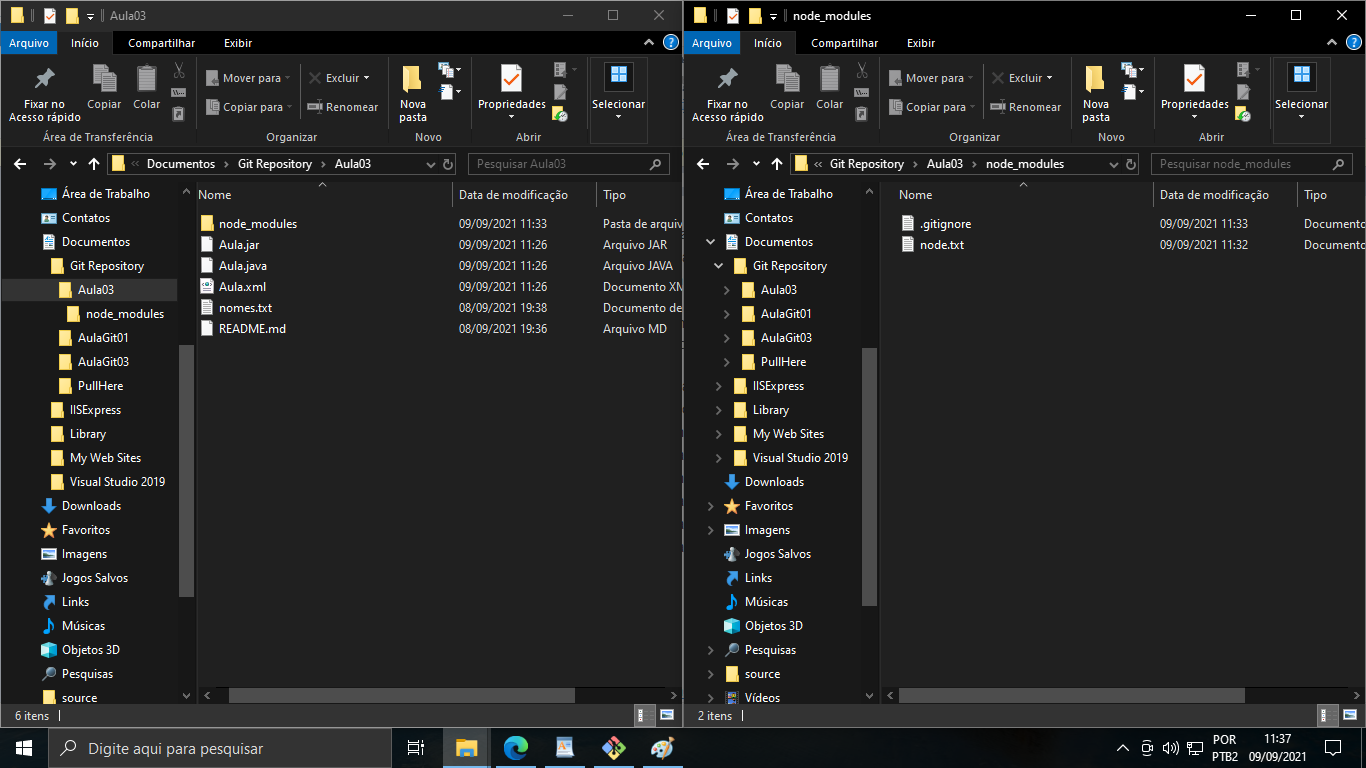 Aula03
Arquivo Início Compartilhar Exibir
Fixar no
Acesso rápido
Copiar
Colar
Mover para
Copiar para
Excluir
Renomear
Nova
pasta
Propriedades
Selecionar
Área de Transferência Organizar Novo Abrir
Documentos Git Repository Aula03
Pesquisar Aula03
Área de Trabalho
Contatos
Documentos
Git Repository
Aula03
node_modules
AulaGit01
AulaGit03
PullHere
IISExpress
Library
My Web Sites
Visual Studio 2019
Downloads
Favoritos
Imagens
Jogos Salvos
Links
Músicas
Objetos 3D
Pesquisas
source
Nome Data de modificação Tipo
node_modules 09/09/2021 11:33 Pasta de arquiv
Aula.jar 09/09/2021 11:26 Arquivo JAR
Aula.java 09/09/2021 11:26 Arquivo JAVA
Aula.xml 09/09/2021 11:26 Documento XM
nomes.txt 08/09/2021 19:38 Documento de
README.md 08/09/2021 19:36 Arquivo MD
6 itens
node_modules
Arquivo Início Compartilhar Exibir
Fixar no
Acesso rápido
Copiar
Colar
Mover para
Copiar para
Excluir
Renomear
Nova
pasta
Propriedades
Selecionar
Área de Transferência Organizar Novo Abrir
Git Repository Aula03 node_modules
Pesquisar node_modules
Área de Trabalho
Contatos
Documentos
Git Repository
Aula03
AulaGit01
AulaGit03
PullHere
IISExpress
Library
My Web Sites
Visual Studio 2019
Downloads
Favoritos
Imagens
Jogos Salvos
Links
Músicas
Objetos 3D
Pesquisas
source
Vídeos
Nome Data de modificação Tipo
.gitignore 09/09/2021 11:33 Documento
node.txt 09/09/2021 11:32 Documento
2 itens
Digite aqui para pesquisar
POR
PTB2
11:37
09/09/2021